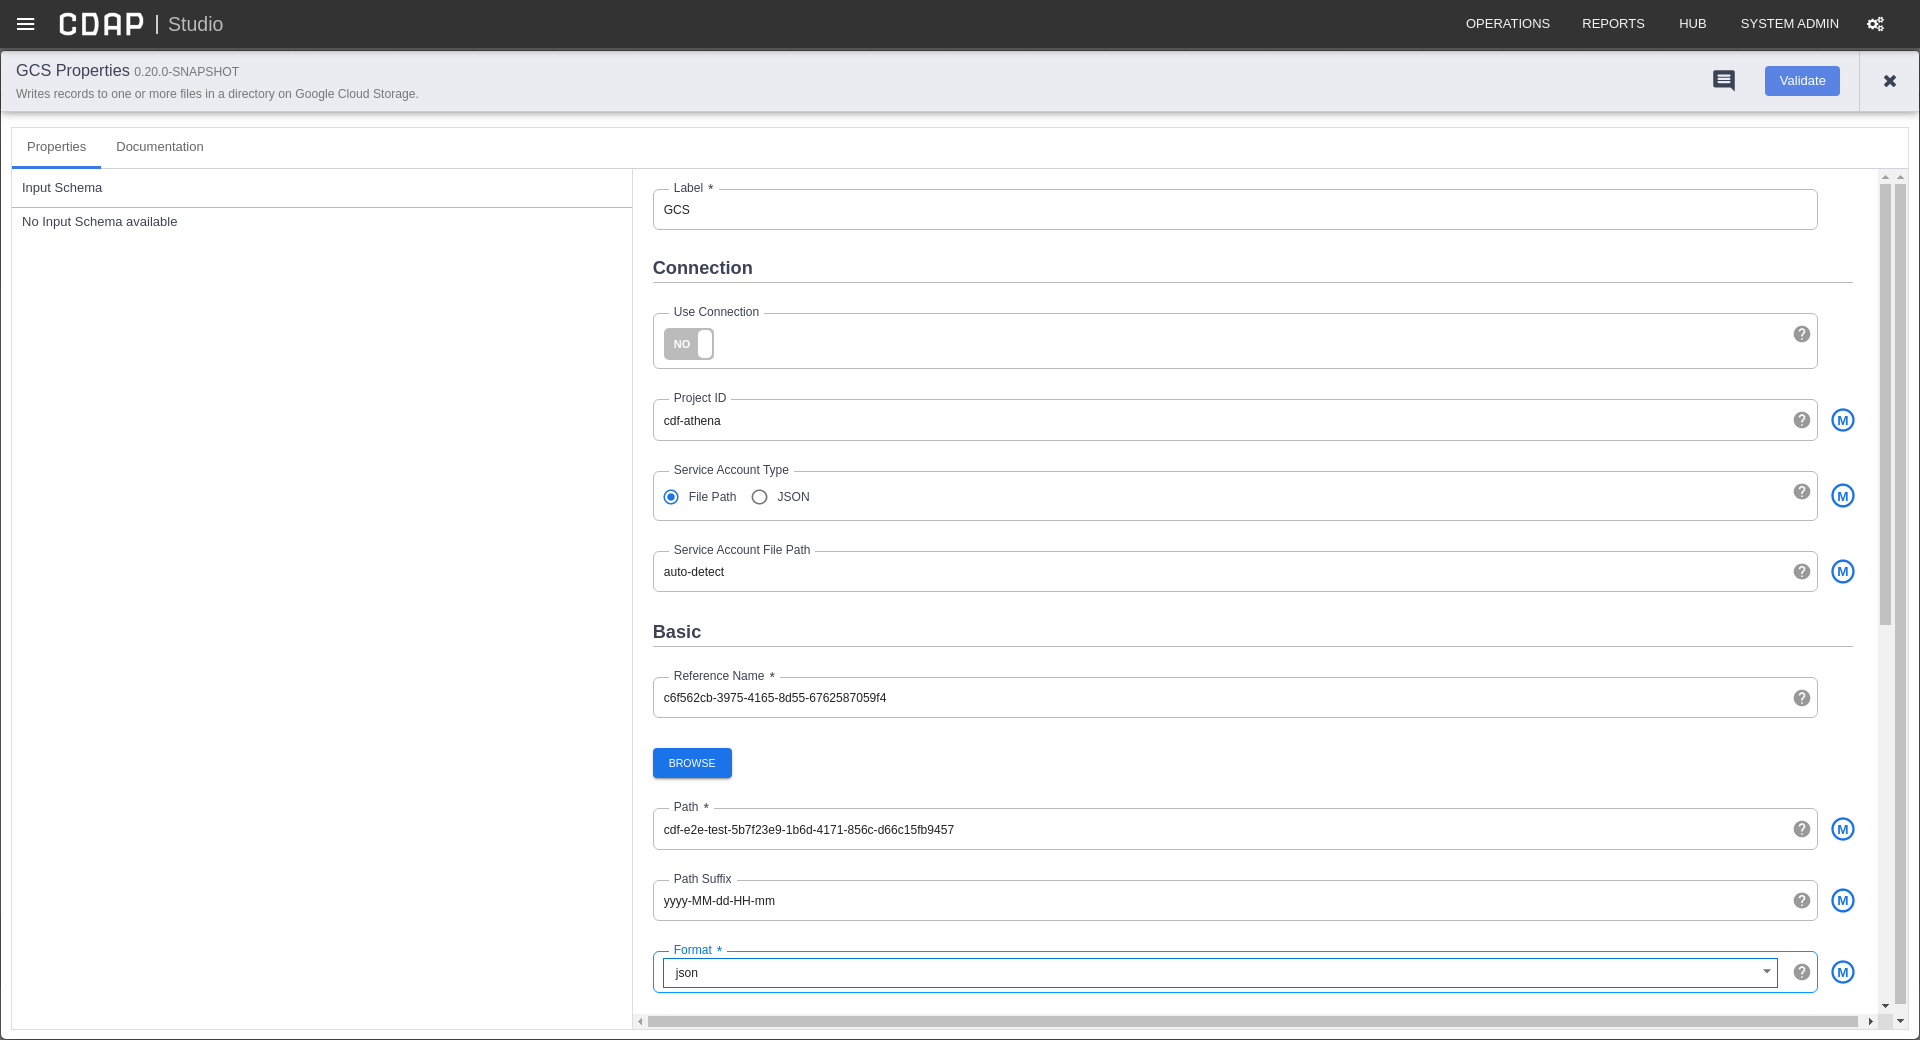 CDAP | Studio
OPERATIONS REPORTS HUB SYSTEM ADMIN
GCS Properties 0.20.0-SNAPSHOT
Writes records to one or more files in a directory on Google Cloud Storage.
Validate
Properties Documentation
Input Schema
No Input Schema available
Label *
GCS
Connection
Use Connection
NO
Project ID
cdf-athena
M
Service Account Type
File Path JSON
M
Service Account File Path
auto-detect
M
Basic
Reference Name *
c6f562cb-3975-4165-8d55-6762587059f4
BROWSE
Path *
cdf-e2e-test-5b7f23e9-1b6d-4171-856c-d66c15fb9457
M
Path Suffix
yyyy-MM-dd-HH-mm
M
Format *
json
M